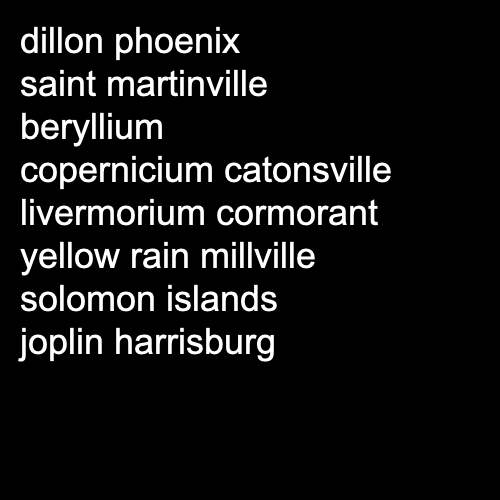 dillon phoenix
saint martinville
beryllium
copernicium catonsville
livermorium cormorant
yellow rain millville
solomon islands
joplin harrisburg